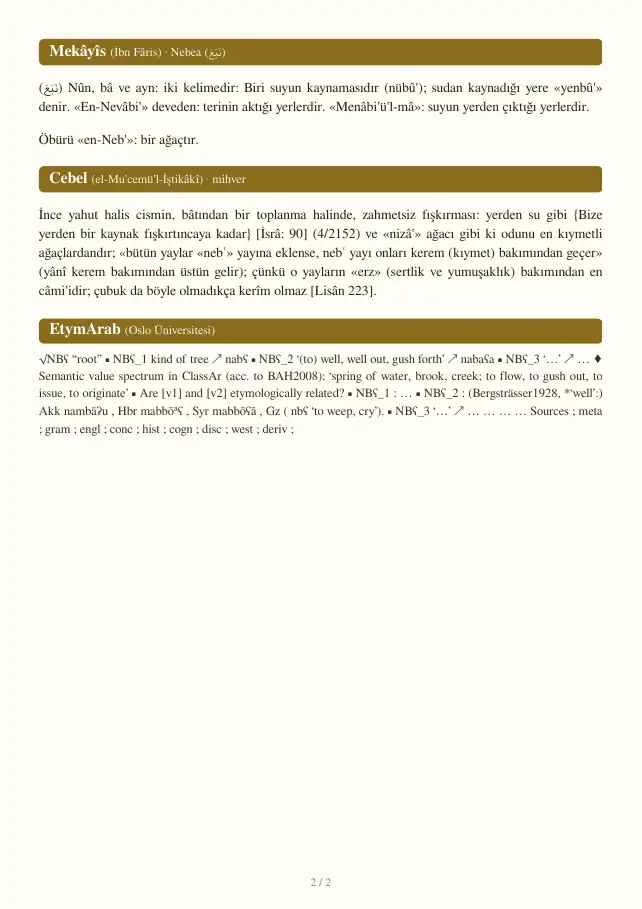 Mekâyîs (İbn Fâris) · Nebea (نَبَعَ)
(نَبَعَ) Nûn, bâ ve ayn: iki kelimedir: Biri suyun kaynamasıdır (nübû'); sudan kaynadığı yere «yenbû'»
denir. «En-Nevâbi'» deveden: terinin aktığı yerlerdir. «Menâbi'ü'l-mâ»: suyun yerden çıktığı yerlerdir.
Öbürü «en-Neb'»: bir ağaçtır.
Cebel (el-Mu'cemü'l-İştikâkî) · mihver
İnce yahut halis cismin, bâtından bir toplanma halinde, zahmetsiz fışkırması: yerden su gibi {Bize
yerden bir kaynak fışkırtıncaya kadar} [İsrâ: 90] (4/2152) ve «nizâ'» ağacı gibi ki odunu en kıymetli
ağaçlardandır; «bütün yaylar «nebʿ» yayına eklense, nebʿ yayı onları kerem (kıymet) bakımından geçer»
(yânî kerem bakımından üstün gelir); çünkü o yayların «erz» (sertlik ve yumuşaklık) bakımından en
câmi'idir; çubuk da böyle olmadıkça kerîm olmaz [Lisân 223].
EtymArab (Oslo Üniversitesi)
√NBʕ “root” ▪ NBʕ_1 kind of tree ↗ nabʕ ▪ NBʕ_2 ‘(to) well, well out, gush forth’ ↗ nabaʕa ▪ NBʕ_3 ‘…’ ↗ … ♦
Semantic value spectrum in ClassAr (acc. to BAH2008): ‘spring of water, brook, creek; to flow, to gush out, to
issue, to originate’ ▪ Are [v1] and [v2] etymologically related? ▪ NBʕ_1 : … ▪ NBʕ_2 : (Bergsträsser1928, *‘well’:)
Akk nambāʔu , Hbr mabbōᵃʕ , Syr mabbōʕā , Gz ( nbʕ ‘to weep, cry’). ▪ NBʕ_3 ‘…’ ↗ … … … … Sources ; meta
; gram ; engl ; conc ; hist ; cogn ; disc ; west ; deriv ;
2 / 2